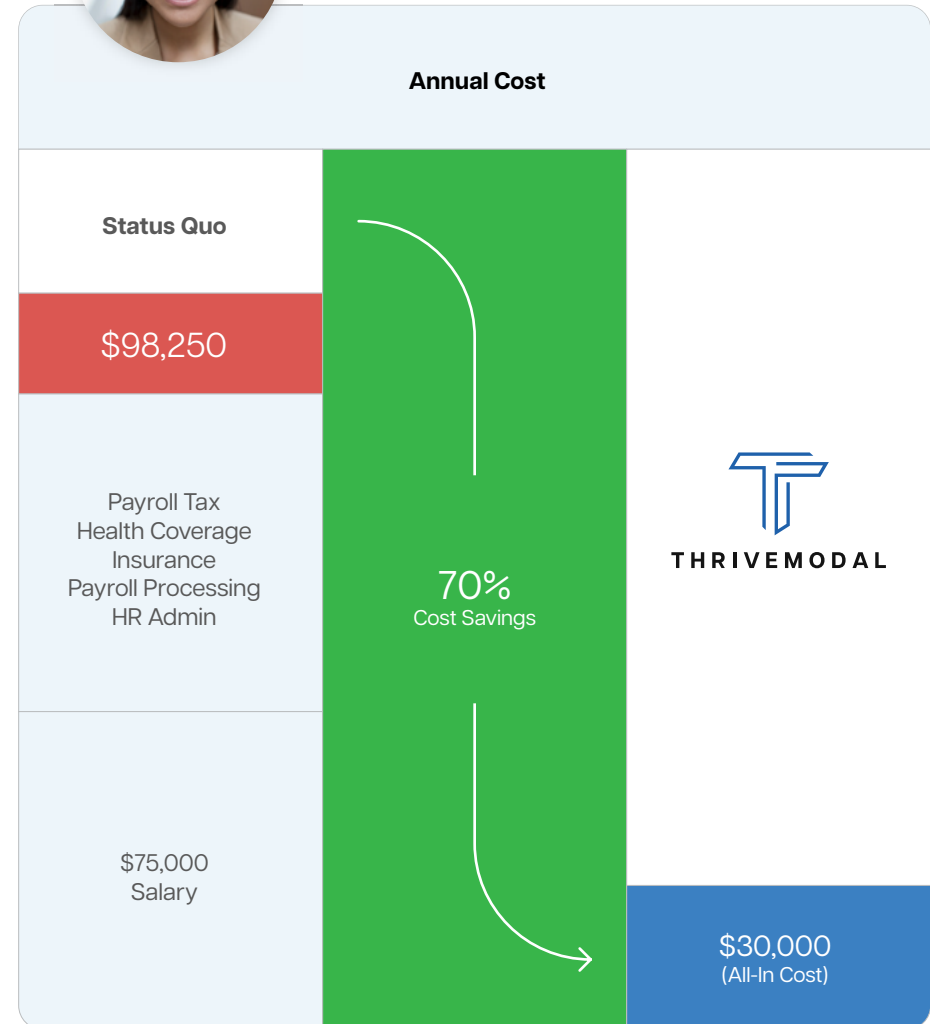 Annual Cost
Status Quo
$98,250
Payroll Tax
Health Coverage
Insurance
Payroll Processing
HR Admin
$75,000
Salary
70%
Cost Savings
THRIVEMODAL
$30,000
(All-In Cost)